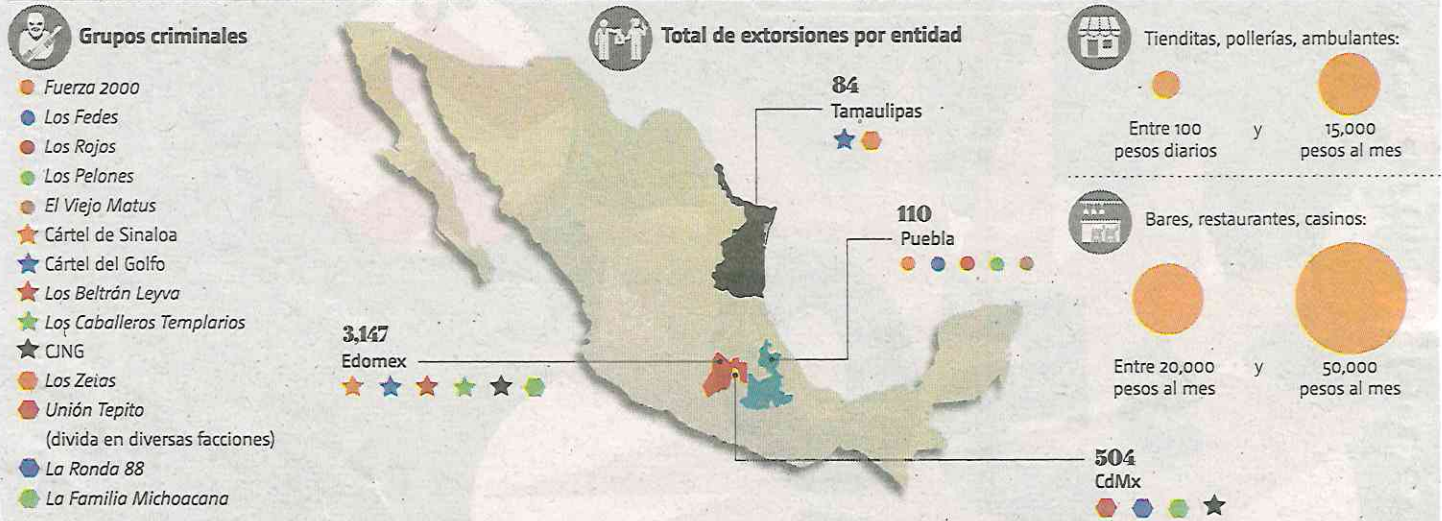 Grupos criminales
Fuerza 2000
Los Fedes
Los Rojos
Los Pelones
El Viejo Matus
Cártel de Sinaloa
Cártel del Golfo
Los Beltrán Leyva
Los Caballeros Templarios
CJNG
Los Zetas
Unión Tepito
(divida en diversas facciones)
La Ronda 88
La Familia Michoacana
Total de extorsiones por entidad
84
Tamaulipas
110
Puebla
3,147
Edomex
504
CdMx
Tienditas, pollerías, ambulantes:
Entre 100
pesos diarios
y
15,000
pesos al mes
Bares, restaurantes, casinos:
Entre 20,000
pesos al mes
y
50,000
pesos al mes